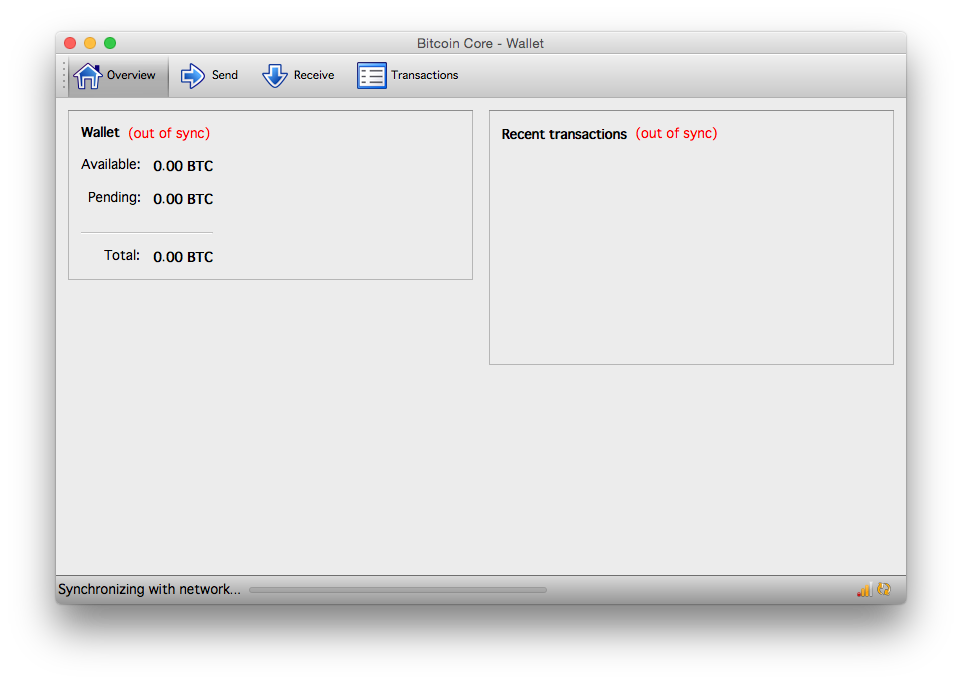 Bitcoin Core - Wallet
Overview Send Receive Transactions
Wallet (out of sync)
Available: 0.00 BTC
Pending: 0.00 BTC
Total: 0.00 BTC
Recent transactions (out of sync)
Synchronizing with network...